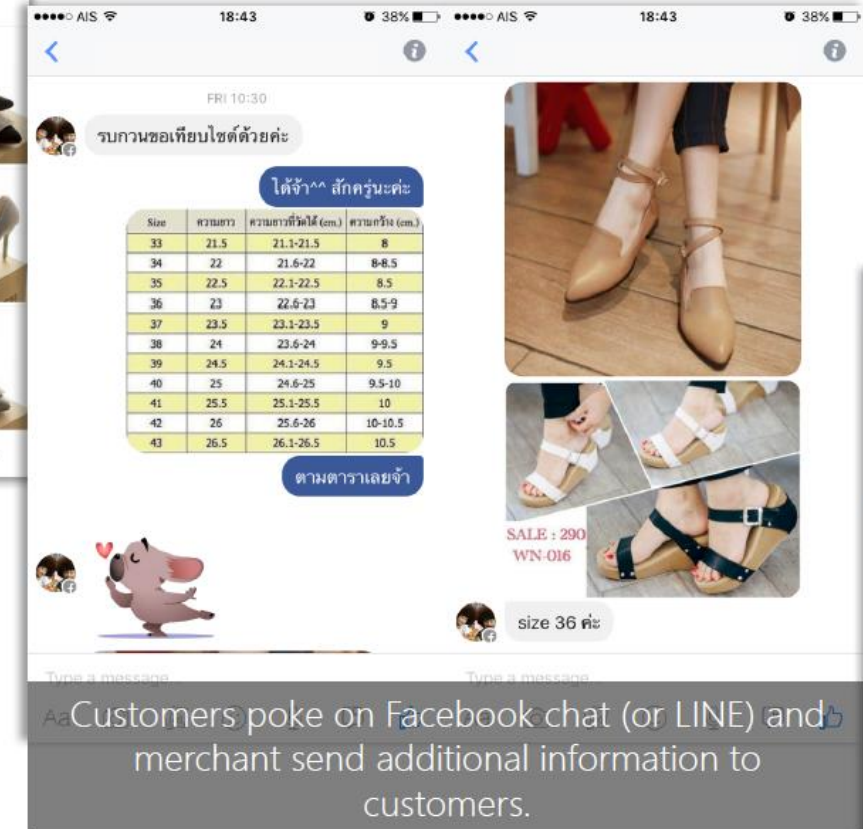 AIS 18:43 38%
FRI 10:30
รบกวนขอเทียบไซด์ด้วยค่ะ
ได้จ้า^^ สักครู่นะค่ะ
Size ความยาว ความยาวที่วัดได้ (cm.) ความกว้าง (cm.)
33 21.5 21.1-21.5 8
34 22 21.6-22 8-8.5
35 22.5 22.1-22.5 8.5
36 23 22.6-23 8.5-9
37 23.5 23.1-23.5 9
38 24 23.6-24 9-9.5
39 24.5 24.1-24.5 9.5
40 25 24.6-25 9.5-10
41 25.5 25.1-25.5 10
42 26 25.6-26 10-10.5
43 26.5 26.1-26.5 10.5
ตามตาราเลยจ้า
Type a message...
Aa
AIS 18:43 38%
SALE : 290
WN-016
size 36 ค่ะ
Type a message...
Aa
Customers poke on Facebook chat (or LINE) and
merchant send additional information to
customers.